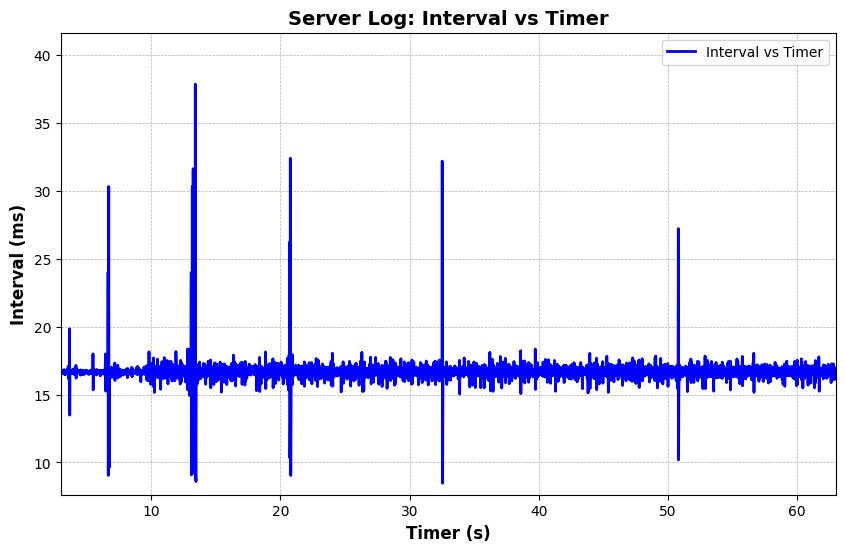 Server Log: Interval vs Timer
Interval vs Timer
Interval (ms)
40
35
30
25
20
15
10
10 20 30 40 50 60
Timer (s)